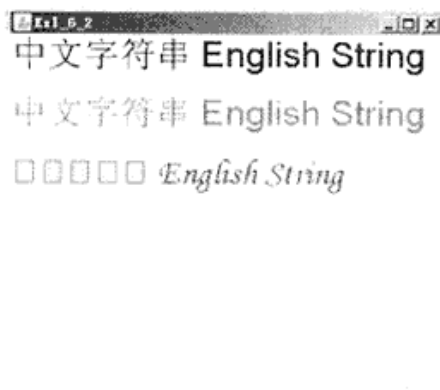 Ex1_6_2
中文字符串 English String
中文字符串 English String
□□□□□ English String